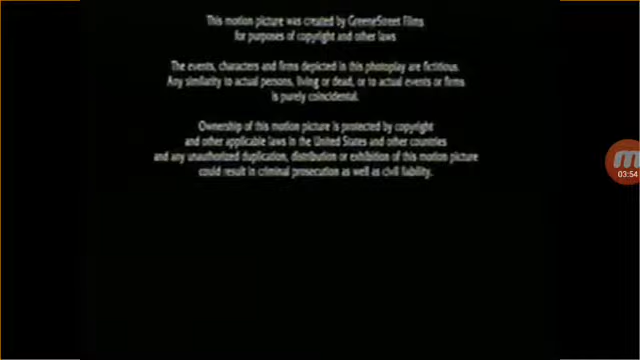 This motion picture was created by GreeneStreet Films
for purposes of copyright and other laws
The events, characters and firms depicted in this photoplay are fictitious.
Any similarity to actual persons, living or dead, or to actual events or firms
is purely coincidental.
Ownership of this motion picture is protected by copyright
and other applicable laws in the United States and other countries
and any unauthorized duplication, distribution or exhibition of this motion picture
could result in criminal prosecution as well as civil liability.
03:54